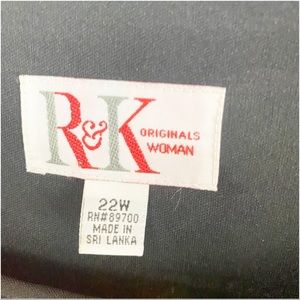 R&K
ORIGINALS
WOMAN
22W
RN#89700
MADE IN
SRI LANKA